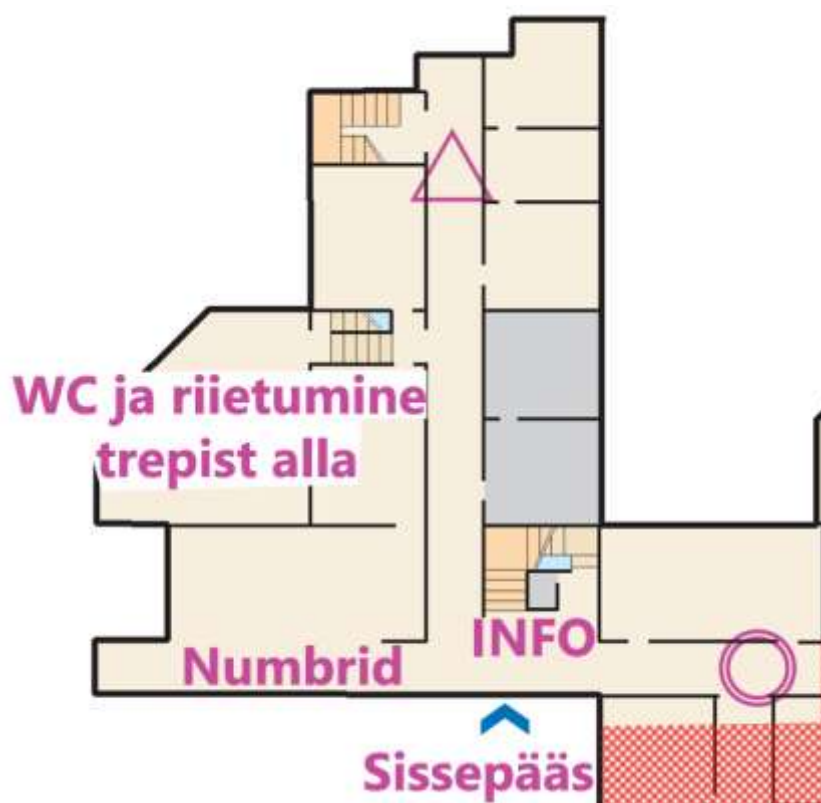 WC ja riietumine
trepist alla
INFO
Numbrid
Sissepääs